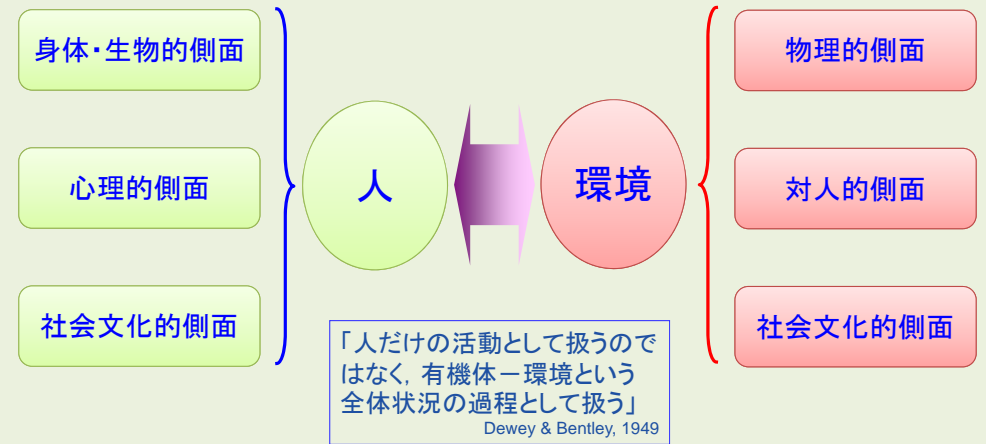 身体・生物的側面
心理的側面
社会文化的側面
人
環境
物理的側面
対人的側面
社会文化的側面
「人だけの活動として扱うので
はなく，有機体－環境という
全体状況の過程として扱う」
Dewey & Bentley, 1949